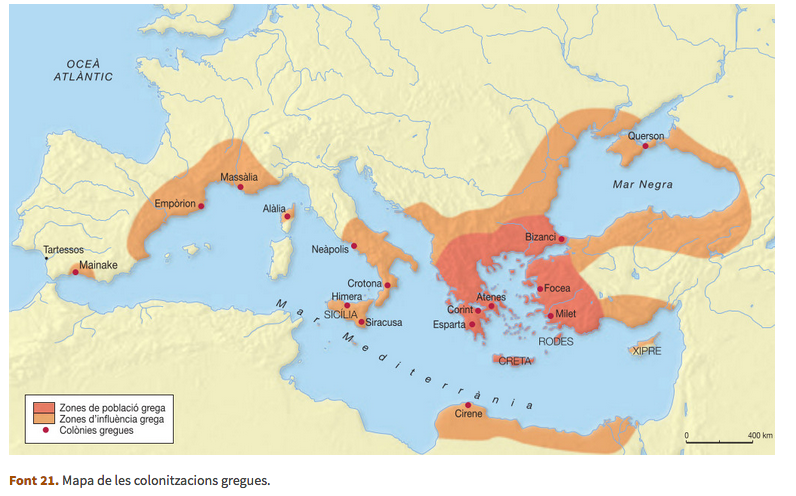 OCEÀ
ATLÀNTIC
Querson
Mar Negra
Massàlia
Empòrion
Alàlia
Bizanci
Neàpolis
Tartessos
Mainake
Crotona
Focea
Himera
Atenes
SICÍLIA
Corint
Milet
Siracusa
Esparta
RODES
XIPRE
CRETA
Mar Mediterrània
Cirene
Zones de població grega
Zones d'influència grega
Colònies gregues
0 400 km
Font 21. Mapa de les colonitzacions gregues.